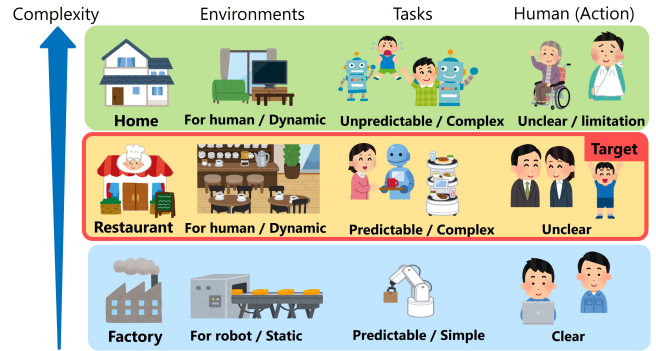 Complexity Environments Tasks Human (Action)
Home For human / Dynamic Unpredictable / Complex Unclear / limitation
Target
Restaurant For human / Dynamic Predictable / Complex Unclear
Factory For robot / Static Predictable / Simple Clear